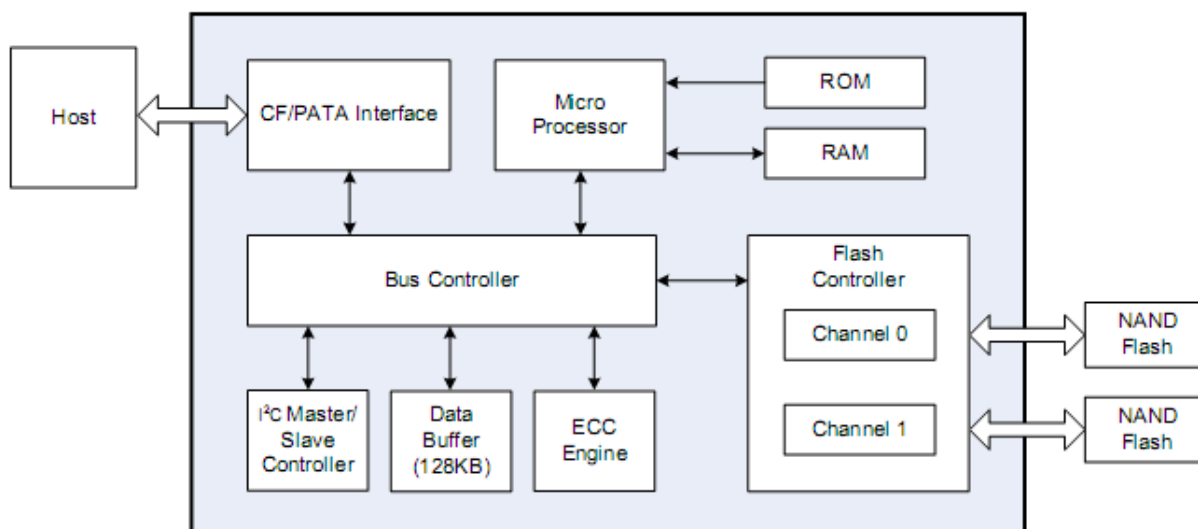 Host
CF/PATA Interface
Micro
Processor
ROM
RAM
Bus Controller
Flash
Controller
Channel 0
Channel 1
NAND
Flash
NAND
Flash
I²C Master/
Slave
Controller
Data
Buffer
(128KB)
ECC
Engine